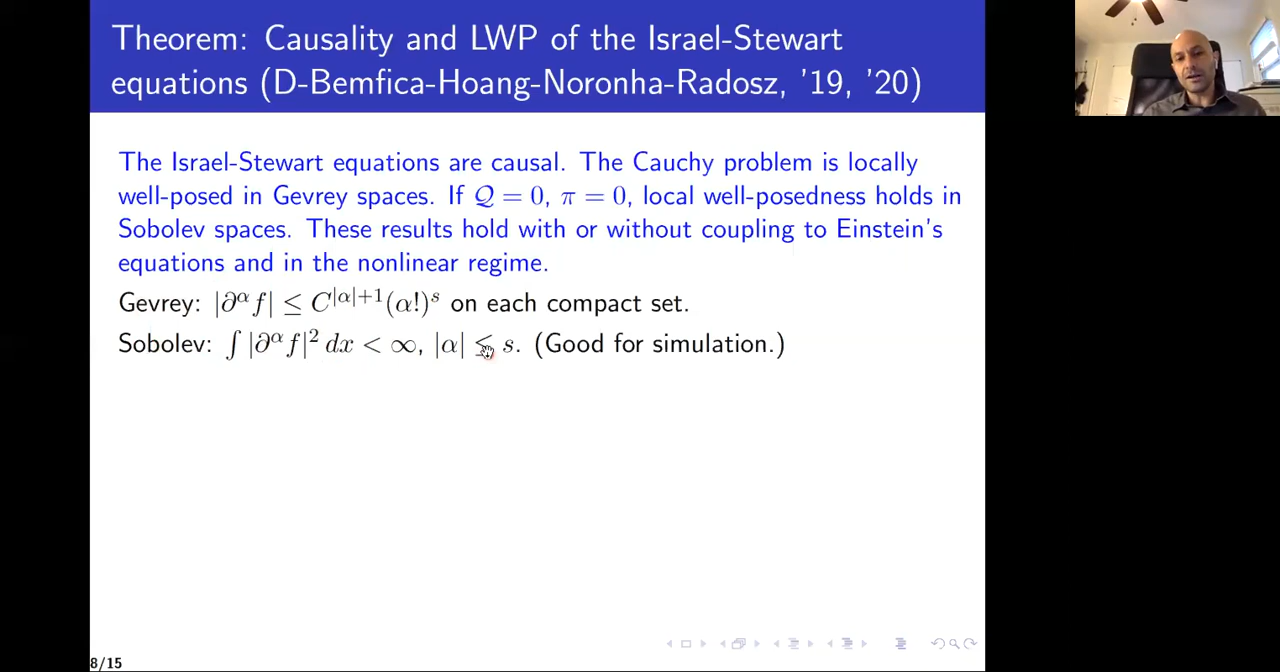 Theorem: Causality and LWP of the Israel-Stewart
equations (D-Bemfica-Hoang-Noronha-Radosz, '19, '20)
The Israel-Stewart equations are causal. The Cauchy problem is locally
well-posed in Gevrey spaces. If 𝒬 = 0, π = 0, local well-posedness holds in
Sobolev spaces. These results hold with or without coupling to Einstein's
equations and in the nonlinear regime.
Gevrey: |∂^α f| ≤ C^{|α|+1}(α!)^s on each compact set.
Sobolev: ∫ |∂^α f|² dx < ∞, |α| ≤ s. (Good for simulation.)
8/15